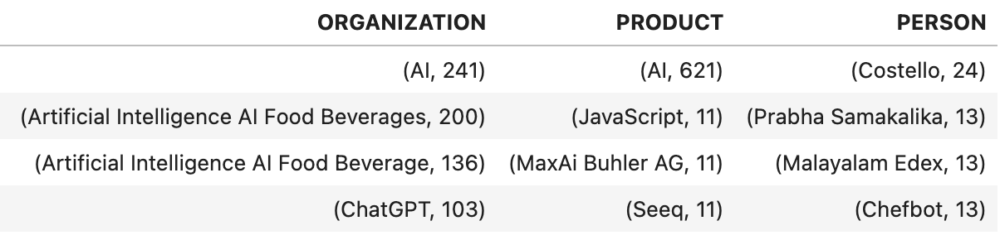 ORGANIZATION PRODUCT PERSON
(AI, 241) (AI, 621) (Costello, 24)
(Artificial Intelligence AI Food Beverages, 200) (JavaScript, 11) (Prabha Samakalika, 13)
(Artificial Intelligence AI Food Beverage, 136) (MaxAi Buhler AG, 11) (Malayalam Edex, 13)
(ChatGPT, 103) (Seeq, 11) (Chefbot, 13)